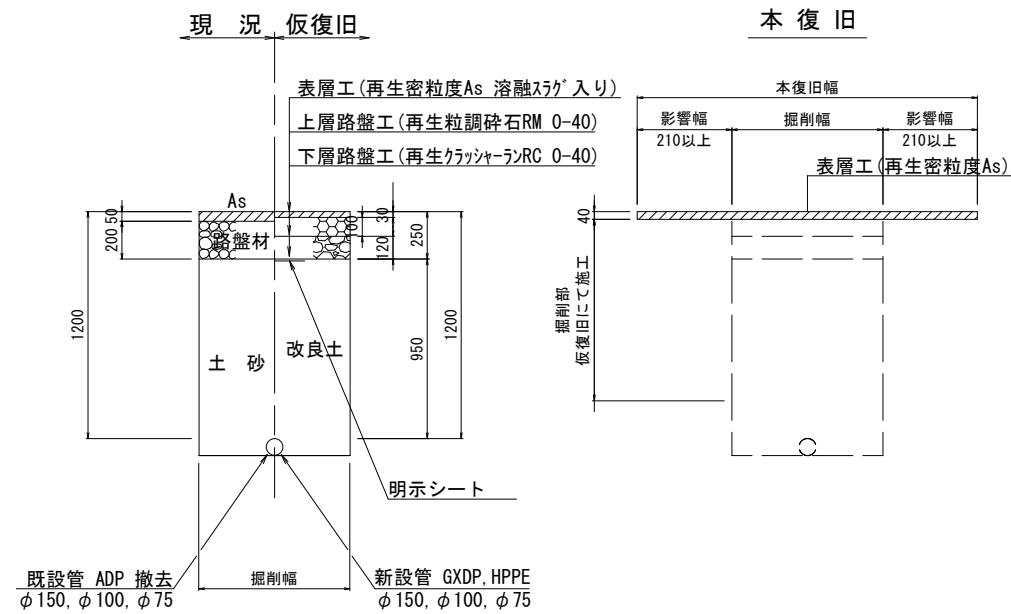 現 況 仮復旧
表層工(再生密粒度As 溶融ｽﾗｸﾞ入り)
上層路盤工(再生粒調砕石RM 0-40)
下層路盤工(再生ｸﾗｯｼｬｰﾗﾝRC 0-40)
As
50
200
路盤材
30
100
120
250
1200
土 砂
改良土
950
1200
明示シート
既設管 ADP 撤去
φ150, φ100, φ75
掘削幅
新設管 GXDP, HPPE
φ150, φ100, φ75
本 復 旧
本復旧幅
影響幅
210以上
掘削幅
影響幅
210以上
表層工(再生密粒度As)
40
掘削部
仮復旧にて施工